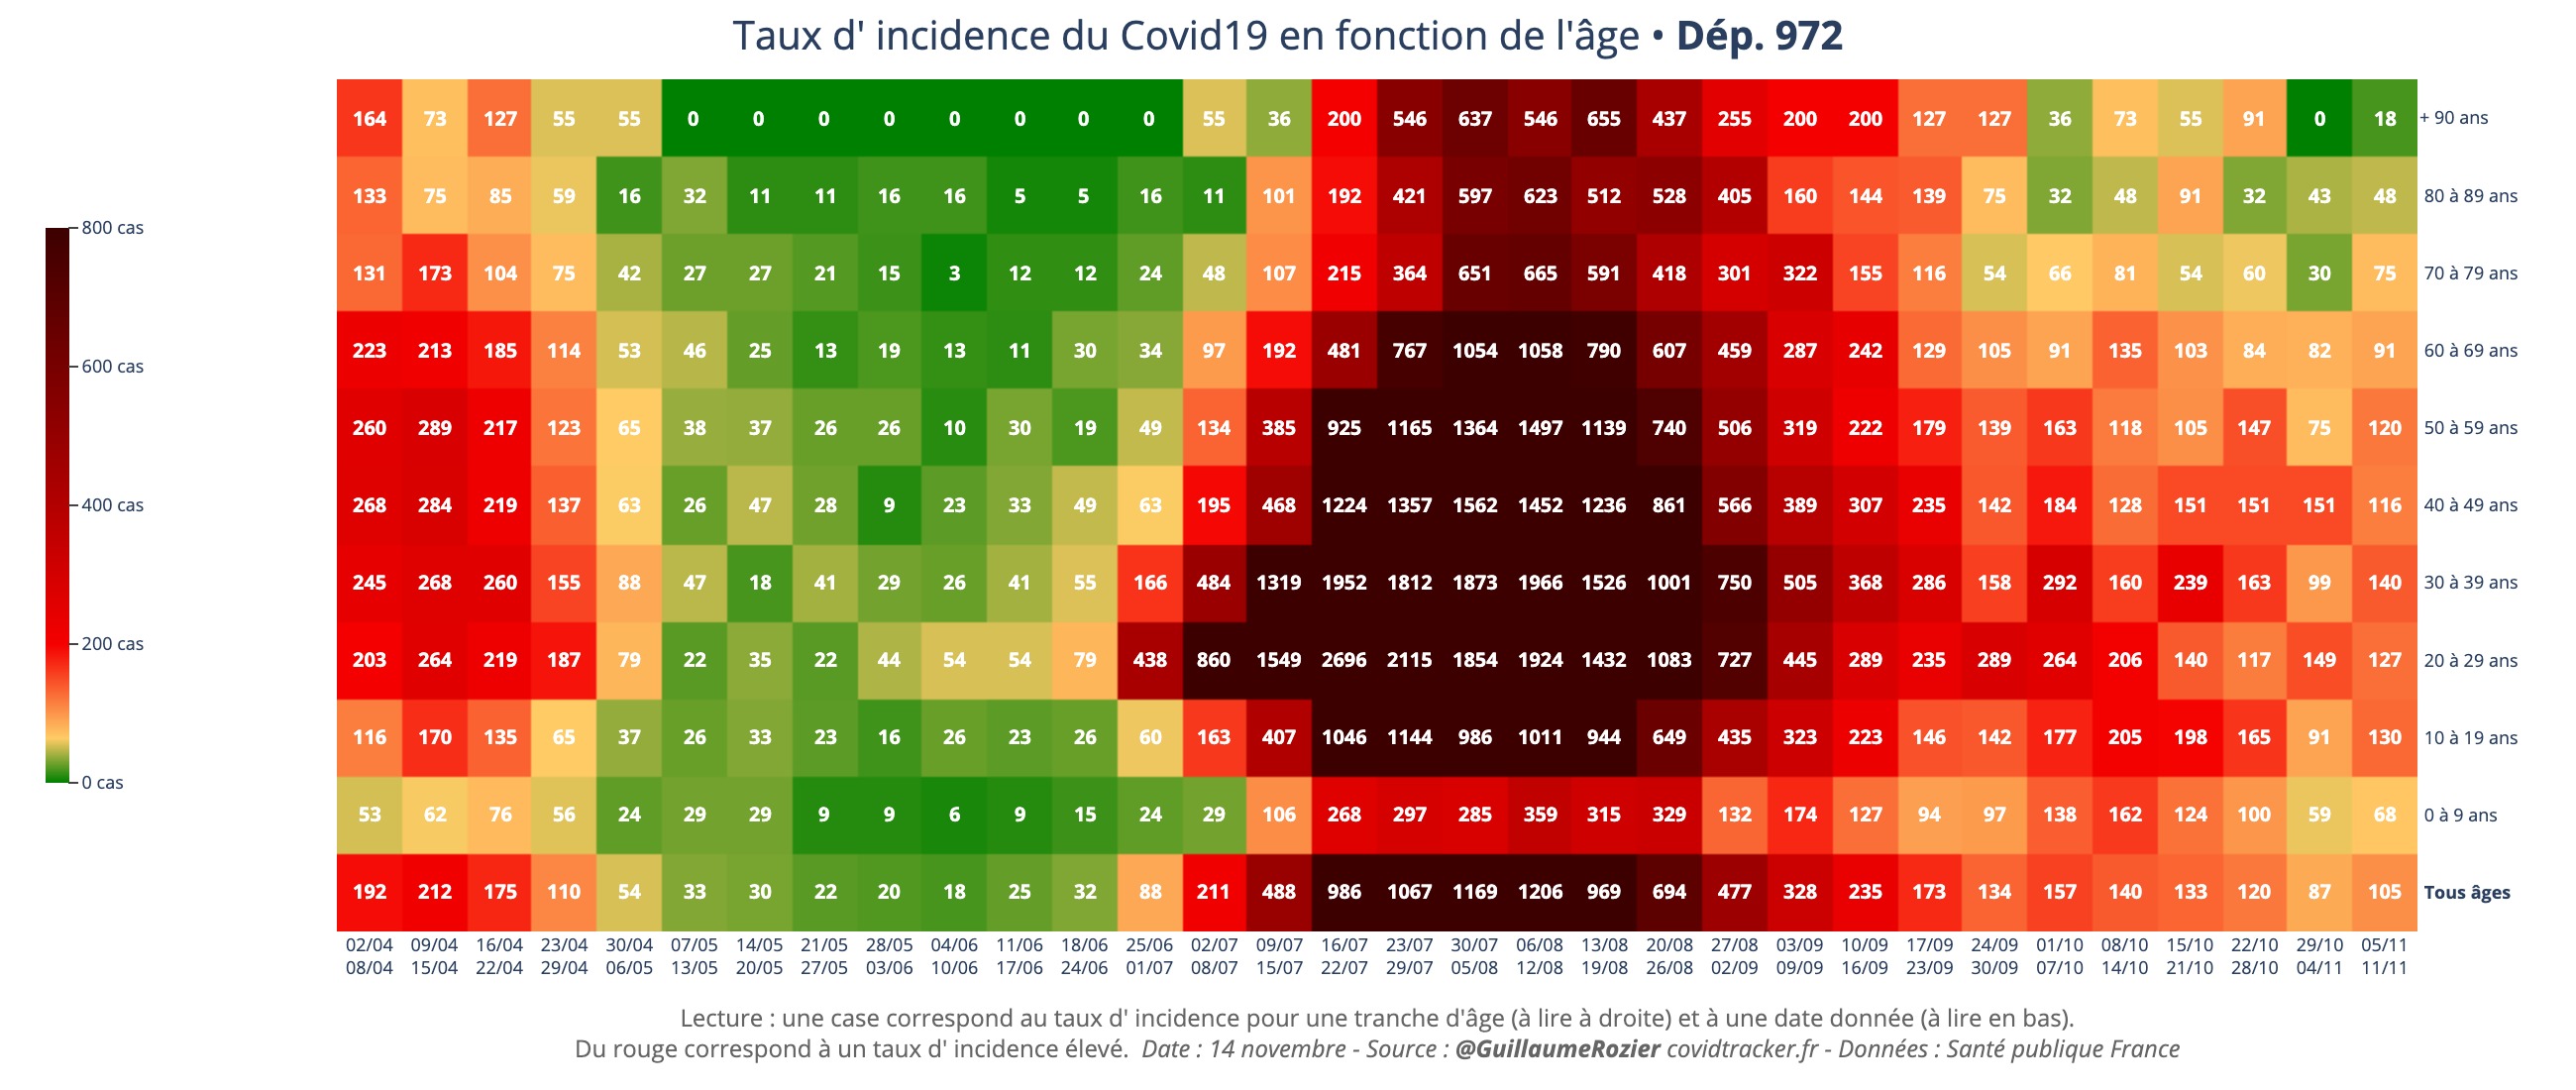 Taux d' incidence du Covid19 en fonction de l'âge • Dép. 972
800 cas
600 cas
400 cas
200 cas
0 cas
164 73 127 55 55 0 0 0 0 0 0 0 0 55 36 200 546 637 546 655 437 255 200 200 127 127 36 73 55 91 0 18 + 90 ans
133 75 85 59 16 32 11 11 16 16 5 5 16 11 101 192 421 597 623 512 528 405 160 144 139 75 32 48 91 32 43 48 80 à 89 ans
131 173 104 75 42 27 27 21 15 3 12 12 24 48 107 215 364 651 665 591 418 301 322 155 116 54 66 81 54 60 30 75 70 à 79 ans
223 213 185 114 53 46 25 13 19 13 11 30 34 97 192 481 767 1054 1058 790 607 459 287 242 129 105 91 135 103 84 82 91 60 à 69 ans
260 289 217 123 65 38 37 26 26 10 30 19 49 134 385 925 1165 1364 1497 1139 740 506 319 222 179 139 163 118 105 147 75 120 50 à 59 ans
268 284 219 137 63 26 47 28 9 23 33 49 63 195 468 1224 1357 1562 1452 1236 861 566 389 307 235 142 184 128 151 151 151 116 40 à 49 ans
245 268 260 155 88 47 18 41 29 26 41 55 166 484 1319 1952 1812 1873 1966 1526 1001 750 505 368 286 158 292 160 239 163 99 140 30 à 39 ans
203 264 219 187 79 22 35 22 44 54 54 79 438 860 1549 2696 2115 1854 1924 1432 1083 727 445 289 235 289 264 206 140 117 149 127 20 à 29 ans
116 170 135 65 37 26 33 23 16 26 23 26 60 163 407 1046 1144 986 1011 944 649 435 323 223 146 142 177 205 198 165 91 130 10 à 19 ans
53 62 76 56 24 29 29 9 9 6 9 15 24 29 106 268 297 285 359 315 329 132 174 127 94 97 138 162 124 100 59 68 0 à 9 ans
192 212 175 110 54 33 30 22 20 18 25 32 88 211 488 986 1067 1169 1206 969 694 477 328 235 173 134 157 140 133 120 87 105 Tous âges
02/04 09/04 16/04 23/04 30/04 07/05 14/05 21/05 28/05 04/06 11/06 18/06 25/06 02/07 09/07 16/07 23/07 30/07 06/08 13/08 20/08 27/08 03/09 10/09 17/09 24/09 01/10 08/10 15/10 22/10 29/10 05/11
08/04 15/04 22/04 29/04 06/05 13/05 20/05 27/05 03/06 10/06 17/06 24/06 01/07 08/07 15/07 22/07 29/07 05/08 12/08 19/08 26/08 02/09 09/09 16/09 23/09 30/09 07/10 14/10 21/10 28/10 04/11 11/11
Lecture : une case correspond au taux d' incidence pour une tranche d'âge (à lire à droite) et à une date donnée (à lire en bas).
Du rouge correspond à un taux d' incidence élevé. Date : 14 novembre - Source : @GuillaumeRozier covidtracker.fr - Données : Santé publique France